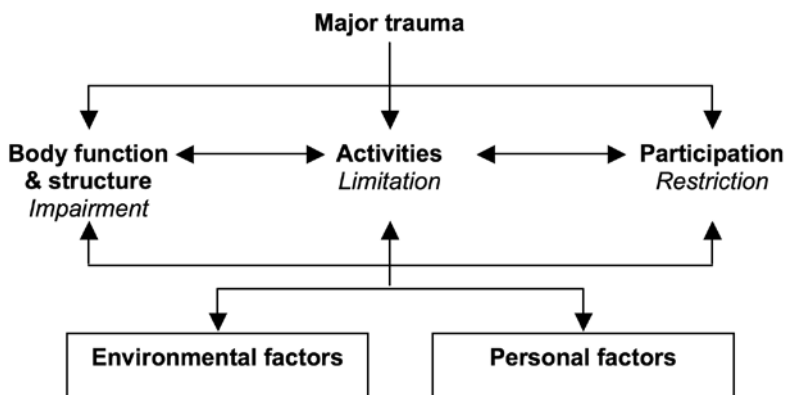 Major trauma
Body function
& structure
Impairment
Activities
Limitation
Participation
Restriction
Environmental factors
Personal factors